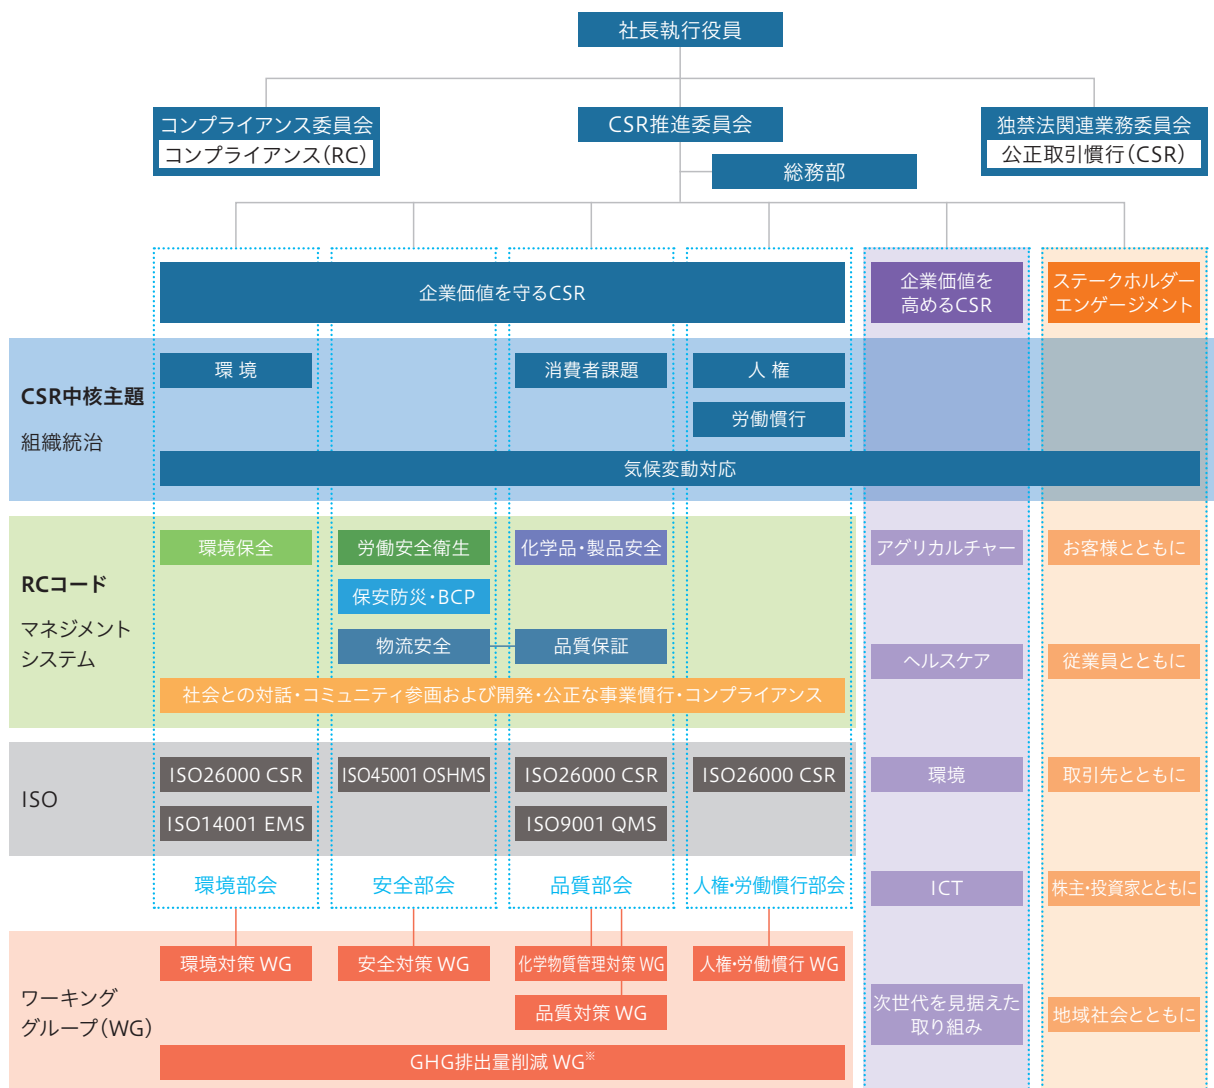 社長執行役員
コンプライアンス委員会
コンプライアンス(RC)
CSR推進委員会
独禁法関連業務委員会
公正取引慣行(CSR)
総務部
企業価値を守るCSR
企業価値を
高めるCSR
ステークホルダー
エンゲージメント
CSR中核主題
組織統治
環 境
消費者課題
人 権
労働慣行
気候変動対応
RCコード
マネジメント
システム
環境保全
労働安全衛生
化学品・製品安全
保安防災・BCP
物流安全
品質保証
社会との対話・コミュニティ参画および開発・公正な事業慣行・コンプライアンス
アグリカルチャー
お客様とともに
ヘルスケア
従業員とともに
ISO
ISO26000 CSR
ISO45001 OSHMS
ISO26000 CSR
ISO26000 CSR
ISO14001 EMS
ISO9001 QMS
環境
取引先とともに
環境部会
安全部会
品質部会
人権・労働慣行部会
ICT
株主・投資家とともに
ワーキング
グループ(WG)
環境対策 WG
安全対策 WG
化学物質管理対策 WG
人権・労働慣行 WG
品質対策 WG
GHG排出量削減 WG※
次世代を見据えた
取り組み
地域社会とともに